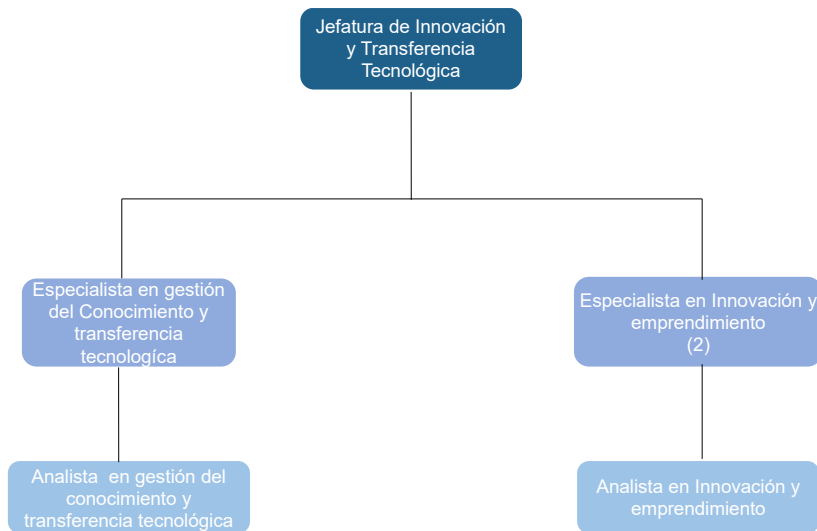 Jefatura de Innovación
y Transferencia
Tecnológica
Especialista en gestión
del Conocimiento y
transferencia
tecnologíca
Especialista en Innovación y
emprendimiento
(2)
Analista  en gestión del
conocimiento y
transferencia tecnológica
Analista en Innovación y
emprendimiento